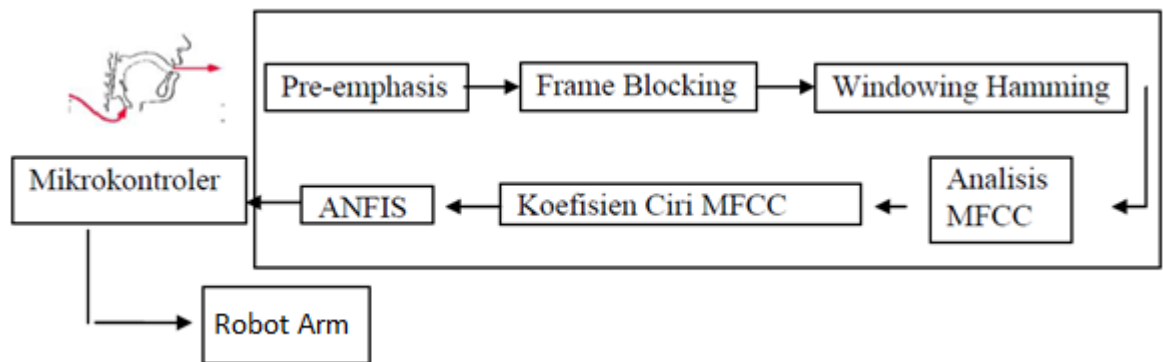 Pre-emphasis
Frame Blocking
Windowing Hamming
Mikrokontroler
ANFIS
Koefisien Ciri MFCC
Analisis
MFCC
Robot Arm